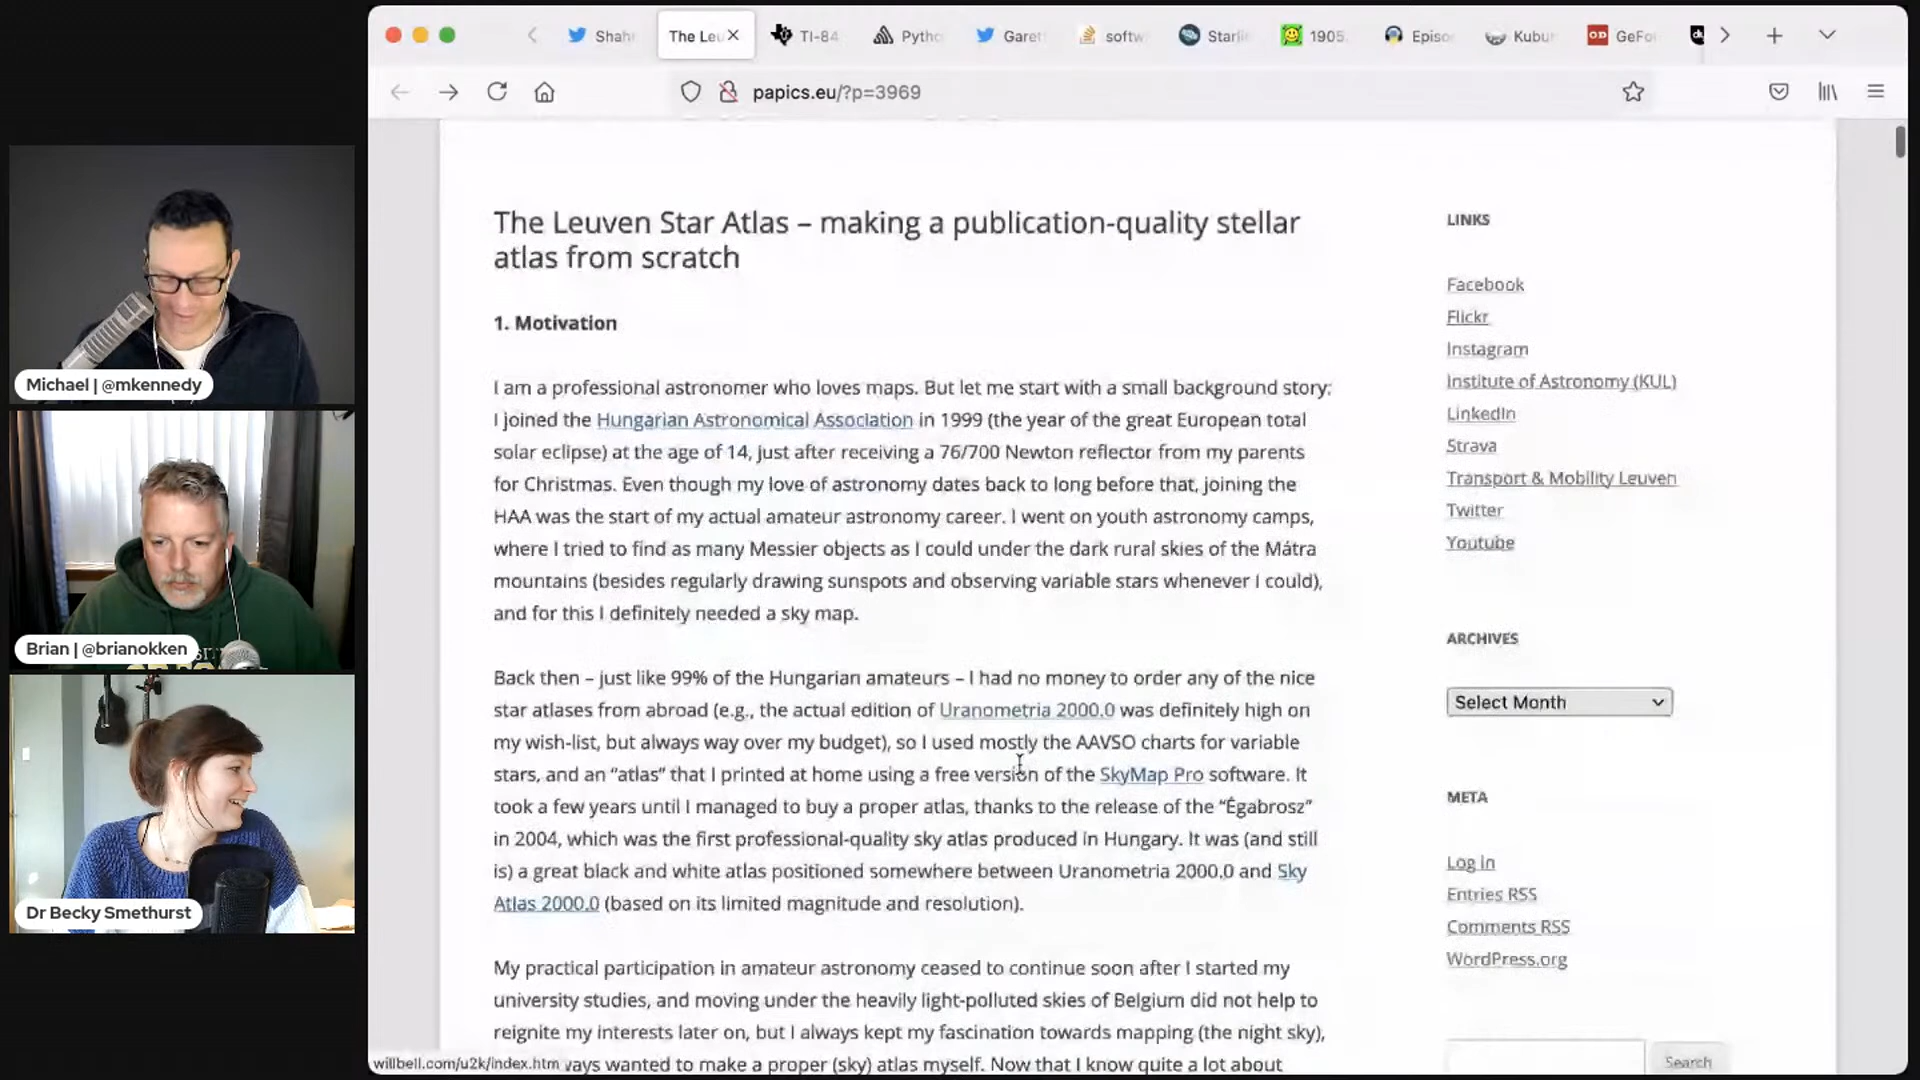 Shahr
The Leu
TI-84
Pytho
Garet
softw
Starli
1905.
Episo
Kubu
OD
GeFo
papics.eu/?p=3969
The Leuven Star Atlas – making a publication-quality stellar
atlas from scratch
1. Motivation
I am a professional astronomer who loves maps. But let me start with a small background story:
I joined the Hungarian Astronomical Association in 1999 (the year of the great European total
solar eclipse) at the age of 14, just after receiving a 76/700 Newton reflector from my parents
for Christmas. Even though my love of astronomy dates back to long before that, joining the
HAA was the start of my actual amateur astronomy career. I went on youth astronomy camps,
where I tried to find as many Messier objects as I could under the dark rural skies of the Mátra
mountains (besides regularly drawing sunspots and observing variable stars whenever I could),
and for this I definitely needed a sky map.
Back then – just like 99% of the Hungarian amateurs – I had no money to order any of the nice
star atlases from abroad (e.g., the actual edition of Uranometria 2000.0 was definitely high on
my wish-list, but always way over my budget), so I used mostly the AAVSO charts for variable
stars, and an “atlas” that I printed at home using a free version of the SkyMap Pro software. It
took a few years until I managed to buy a proper atlas, thanks to the release of the “Égabrosz”
in 2004, which was the first professional-quality sky atlas produced in Hungary. It was (and still
is) a great black and white atlas positioned somewhere between Uranometria 2000.0 and Sky
Atlas 2000.0 (based on its limited magnitude and resolution).
My practical participation in amateur astronomy ceased to continue soon after I started my
university studies, and moving under the heavily light-polluted skies of Belgium did not help to
reignite my interests later on, but I always kept my fascination towards mapping (the night sky),
ways wanted to make a proper (sky) atlas myself. Now that I know quite a lot about
willbell.com/u2k/index.htm
LINKS
Facebook
Flickr
Instagram
Institute of Astronomy (KUL)
LinkedIn
Strava
Transport & Mobility Leuven
Twitter
Youtube
ARCHIVES
Select Month
META
Log in
Entries RSS
Comments RSS
WordPress.org
Search
Michael | @mkennedy
Brian | @brianokken
Dr Becky Smethurst